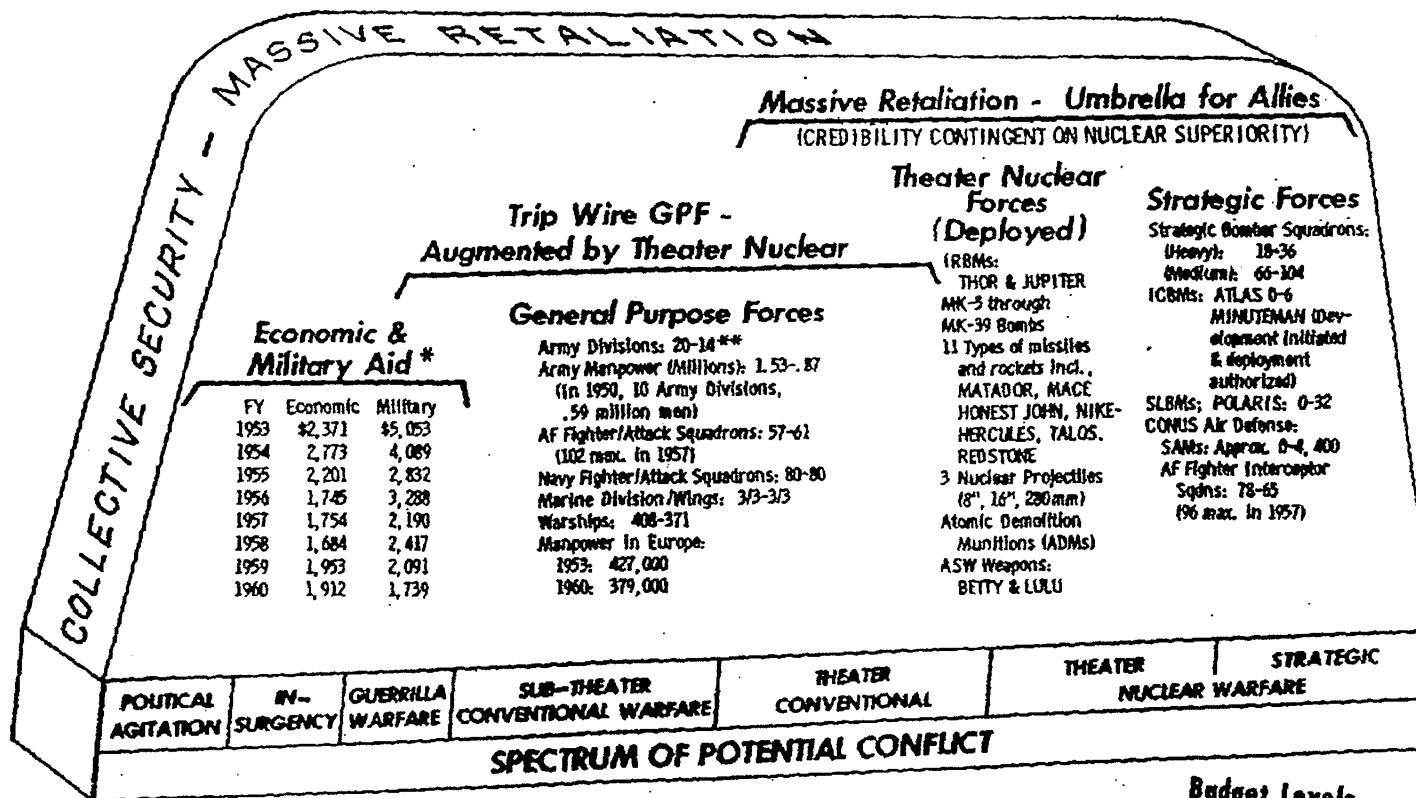 COLLECTIVE SECURITY - MASSIVE RETALIATION
Massive Retaliation - Umbrella for Allies
(CREDIBILITY CONTINGENT ON NUCLEAR SUPERIORITY)
Trip Wire GPF -
Augmented by Theater Nuclear
Economic &
Military Aid *
FY Economic Military
1953 $2,371 $5,053
1954 2,773 4,089
1955 2,201 2,832
1956 1,745 3,288
1957 1,754 2,190
1958 1,684 2,417
1959 1,953 2,091
1960 1,912 1,739
General Purpose Forces
Army Divisions: 20-14**
Army Manpower (Millions): 1.53-.87
(In 1950, 10 Army Divisions,
.59 million men)
AF Fighter/Attack Squadrons: 57-61
(102 max. in 1957)
Navy Fighter/Attack Squadrons: 80-80
Marine Division/Wings: 3/3-3/3
Warships: 408-371
Manpower in Europe:
1953: 427,000
1960: 379,000
Theater Nuclear
Forces
(Deployed)
IRBMs:
THOR & JUPITER
MK-5 through
MK-39 Bombs
11 Types of missiles
and rockets incl.,
MATADOR, MACE
HONEST JOHN, NIKE-
HERCULES, TALOS.
REDSTONE
3 Nuclear Projectiles
(8", 16", 280mm)
Atomic Demolition
Munitions (ADMs)
ASW Weapons:
BETTY & LULU
Strategic Forces
Strategic Bomber Squadrons:
(Heavy): 18-36
(Medium): 66-104
ICBMs: ATLAS 0-6
MINUTEMAN (Dev-
elopment initiated
& deployment
authorized)
SLBMs; POLARIS: 0-32
CONUS Air Defense:
SAMs: Approx. 0-4,400
AF Fighter Interceptor
Sqdns: 78-65
(96 max. in 1957)
POLITICAL
AGITATION
IN-
SURGENCY
GUERRILLA
WARFARE
SUB-THEATER
CONVENTIONAL WARFARE
THEATER
CONVENTIONAL
THEATER STRATEGIC
NUCLEAR WARFARE
SPECTRUM OF POTENTIAL CONFLICT
Budget Levels